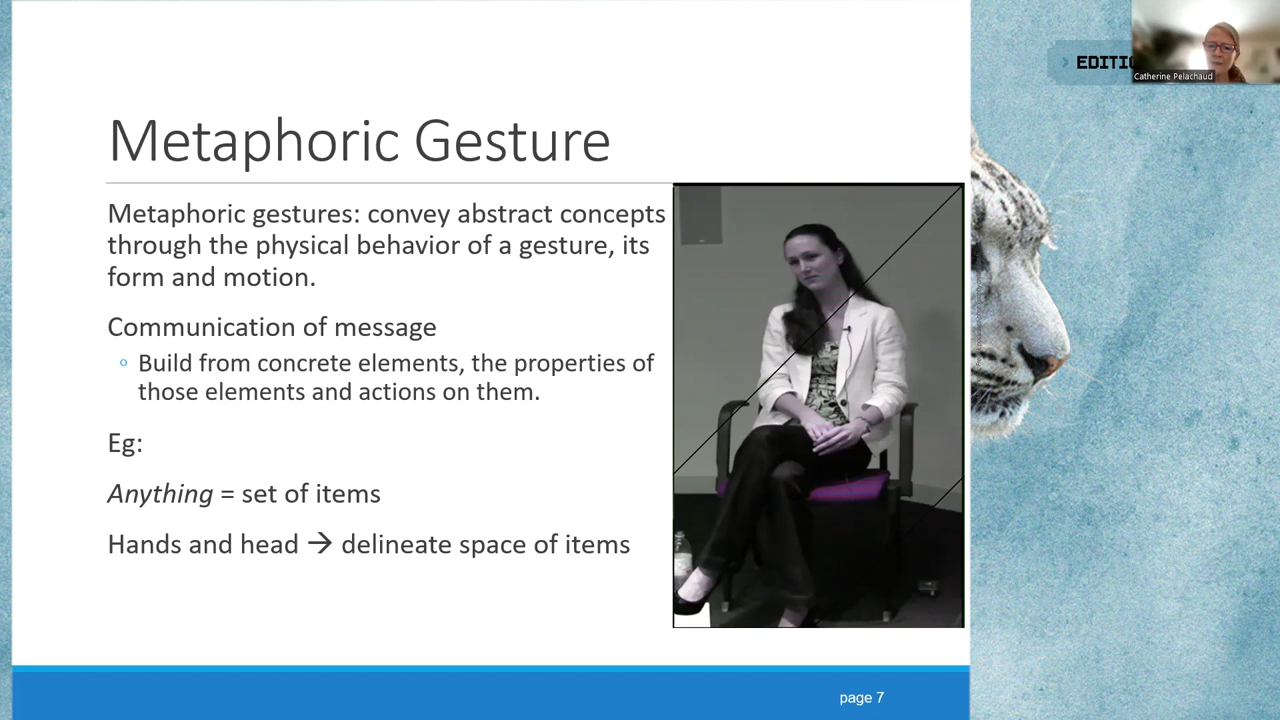 EDITIO
Catherine Pelachaud
Metaphoric Gesture
Metaphoric gestures: convey abstract concepts
through the physical behavior of a gesture, its
form and motion.
Communication of message
◦ Build from concrete elements, the properties of
those elements and actions on them.
Eg:
Anything = set of items
Hands and head → delineate space of items
page 7